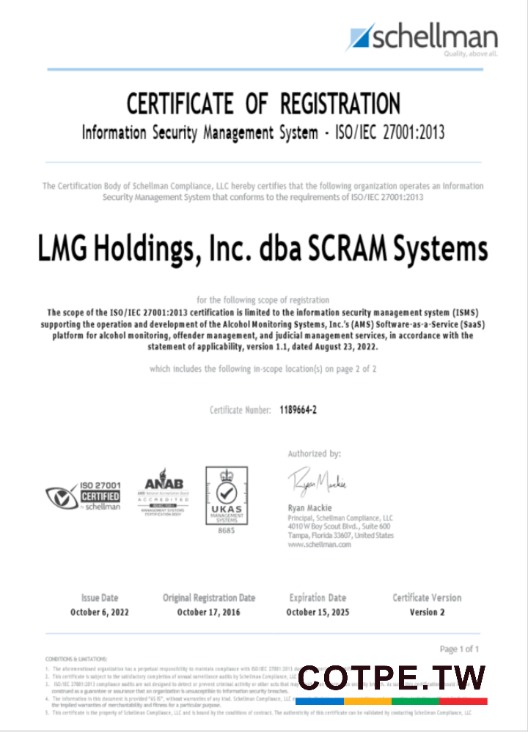 schellman
Quality, above all.
CERTIFICATE OF REGISTRATION
Information Security Management System - ISO/IEC 27001:2013
The Certification Body of Schellman Compliance, LLC hereby certifies that the following organization operates an Information
Security Management System that conforms to the requirements of ISO/IEC 27001:2013
LMG Holdings, Inc. dba SCRAM Systems
for the following scope of registration
The scope of the ISO/IEC 27001:2013 certification is limited to the information security management system (ISMS)
supporting the operation and development of the Alcohol Monitoring Systems, Inc.'s (AMS) Software-as-a-Service (SaaS)
platform for alcohol monitoring, offender management, and judicial management services, in accordance with the
statement of applicability, version 1.1, dated August 23, 2022.
which includes the following in-scope location(s) on page 2 of 2
Certificate Number: 1189664-2
Authorized by:
ISO 27001
CERTIFIED
by schellman
ANAB
ACCREDITED
MANAGEMENT SYSTEMS
CERTIFICATION BODY
UKAS
MANAGEMENT
SYSTEMS
8685
Ryan Mackie
Ryan Mackie
Principal, Schellman Compliance, LLC
4010 W Boy Scout Blvd., Suite 600
Tampa, Florida 33607, United States
www.schellman.com
Issue Date
October 6, 2022
Original Registration Date
October 17, 2016
Expiration Date
October 15, 2025
Certificate Version
Version 2
Page 1 of 1
CONDITIONS & LIMITATIONS:
1. The aforementioned organization has a perpetual responsibility to maintain compliance with ISO/IEC 27001:2013
2. This certificate is subject to the satisfactory completion of annual surveillance audits by Schellman Compliance,
3. ISO/IEC 27001:2013 compliance audits are not designed to detect or prevent criminal activity or other acts that may
construed as a guarantee or assurance that an organization is unsusceptible to information security breaches.
4. The information in this document is provided "AS IS", without warranties of any kind. Schellman Compliance,
the implied warranties of merchantability and fitness for a particular purpose.
5. This certificate is the property of Schellman Compliance, LLC and is bound by the conditions of contract. The authenticity of this certificate can be validated by contacting Schellman Compliance, LLC
COTPE.TW